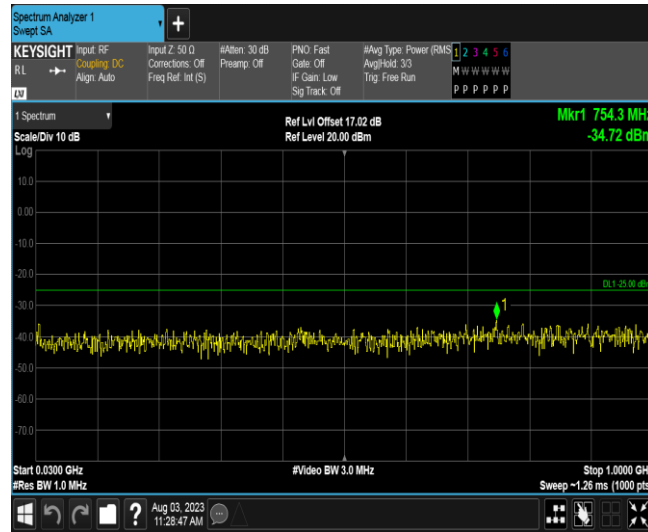 Spectrum Analyzer 1
Swept SA
+
KEYSIGHT Input: RF Input Z: 50 Ω #Atten: 30 dB PNO: Fast #Avg Type: Power (RMS 1 2 3 4 5 6
RL Coupling: DC Corrections: Off Preamp: Off Gate: Off Avg|Hold: 3/3 M W W W W W
Align: Auto Freq Ref: Int (S) IF Gain: Low Trig: Free Run
LXI Sig Track: Off P P P P P P
1 Spectrum Ref Lvl Offset 17.02 dB Mkr1 754.3 MHz
Scale/Div 10 dB Ref Level 20.00 dBm -34.72 dBm
Log
10.0
0.00
-10.0
-20.0
DL1 -25.00 dBm
-30.0
1
-40.0
-50.0
-60.0
-70.0
Start 0.0300 GHz #Video BW 3.0 MHz Stop 1.0000 GH
#Res BW 1.0 MHz Sweep ~1.26 ms (1000 pts
? Aug 03, 2023
11:28:47 AM